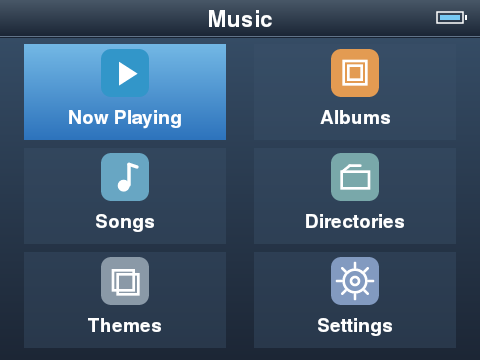 Music
Now Playing
Albums
Songs
Directories
Themes
Settings